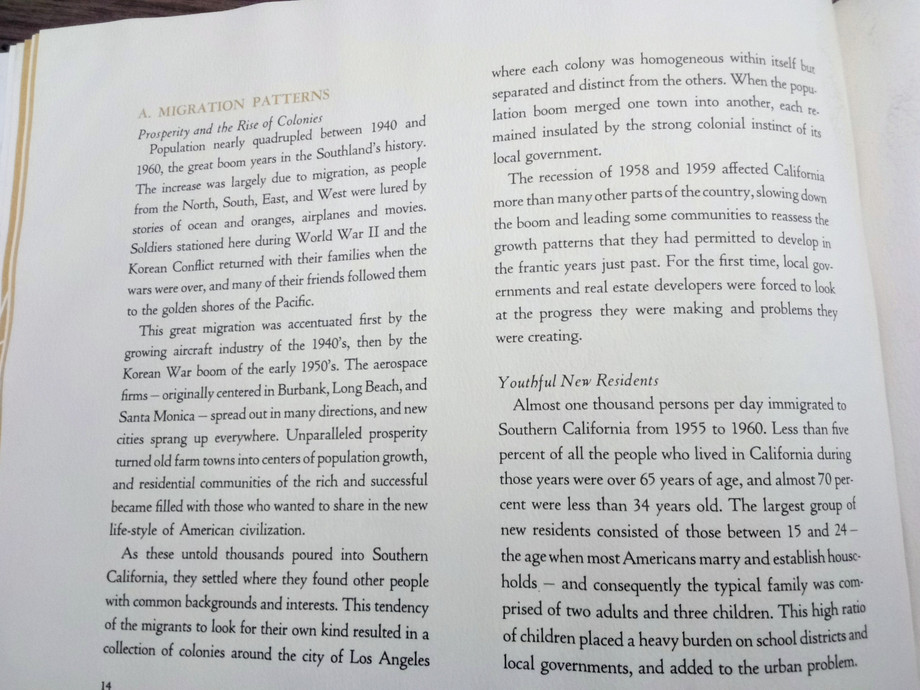 A. MIGRATION PATTERNS
Prosperity and the Rise of Colonies
Population nearly quadrupled between 1940 and
1960, the great boom years in the Southland's history.
The increase was largely due to migration, as people
from the North, South, East, and West were lured by
stories of ocean and oranges, airplanes and movies.
Soldiers stationed here during World War II and the
Korean Conflict returned with their families when the
wars were over, and many of their friends followed them
to the golden shores of the Pacific.
This great migration was accentuated first by the
growing aircraft industry of the 1940's, then by the
Korean War boom of the early 1950's. The aerospace
firms — originally centered in Burbank, Long Beach, and
Santa Monica — spread out in many directions, and new
cities sprang up everywhere. Unparalleled prosperity
turned old farm towns into centers of population growth,
and residential communities of the rich and successful
became filled with those who wanted to share in the new
life-style of American civilization.
As these untold thousands poured into Southern
California, they settled where they found other people
with common backgrounds and interests. This tendency
of the migrants to look for their own kind resulted in a
collection of colonies around the city of Los Angeles
14
where each colony was homogeneous within itself but
separated and distinct from the others. When the popu-
lation boom merged one town into another, each re-
mained insulated by the strong colonial instinct of its
local government.
The recession of 1958 and 1959 affected California
more than many other parts of the country, slowing down
the boom and leading some communities to reassess the
growth patterns that they had permitted to develop in
the frantic years just past. For the first time, local gov-
ernments and real estate developers were forced to look
at the progress they were making and problems they
were creating.
Youthful New Residents
Almost one thousand persons per day immigrated to
Southern California from 1955 to 1960. Less than five
percent of all the people who lived in California during
those years were over 65 years of age, and almost 70 per-
cent were less than 34 years old. The largest group of
new residents consisted of those between 15 and 24 —
the age when most Americans marry and establish house-
holds — and consequently the typical family was com-
prised of two adults and three children. This high ratio
of children placed a heavy burden on school districts and
local governments, and added to the urban problem.